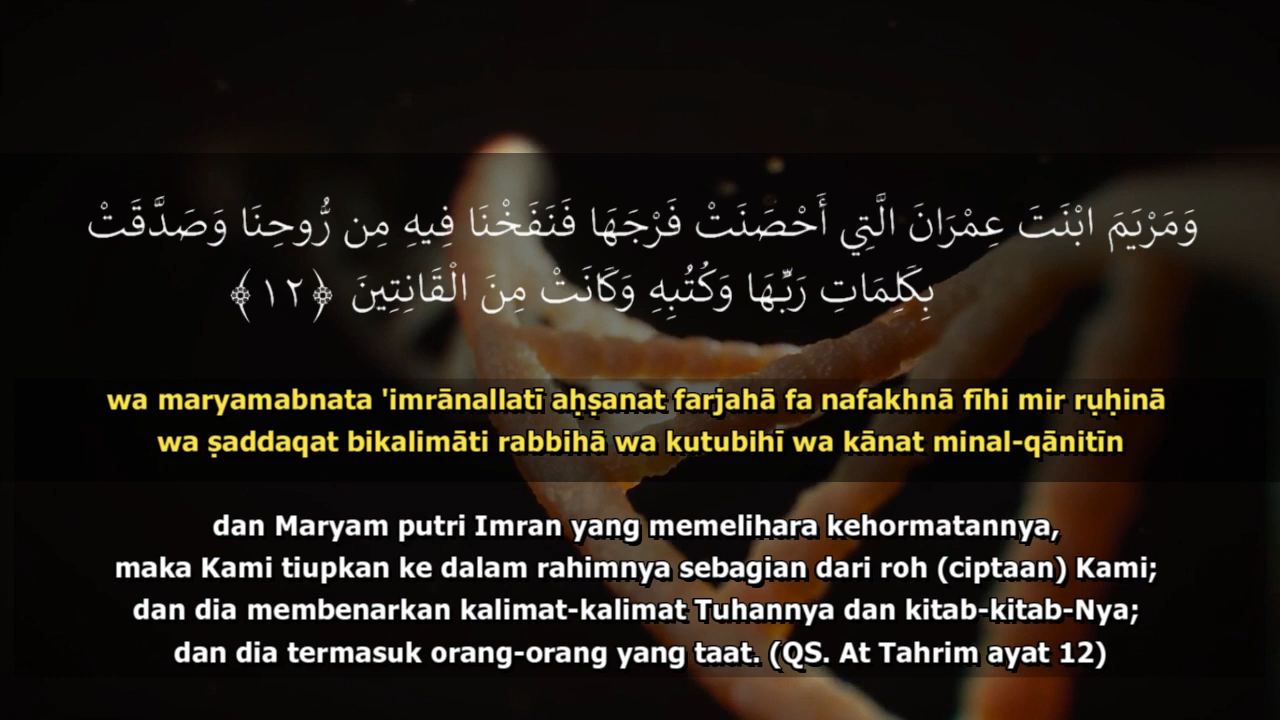 وَمَرْيَمَ ابْنَتَ عِمْرَانَ الَّتِي أَحْصَنَتْ فَرْجَهَا فَنَفَخْنَا فِيهِ مِن رُّوحِنَا وَصَدَّقَتْ
بِكَلِمَاتِ رَبِّهَا وَكُتُبِهِ وَكَانَتْ مِنَ الْقَانِتِينَ ﴿١٢﴾
wa maryamabnata 'imrānallatī aḥṣanat farjahā fa nafakhnā fīhi mir rụḥinā
wa ṣaddaqat bikalimāti rabbihā wa kutubihī wa kānat minal-qānitīn
dan Maryam putri Imran yang memelihara kehormatannya,
maka Kami tiupkan ke dalam rahimnya sebagian dari roh (ciptaan) Kami;
dan dia membenarkan kalimat-kalimat Tuhannya dan kitab-kitab-Nya;
dan dia termasuk orang-orang yang taat. (QS. At Tahrim ayat 12)